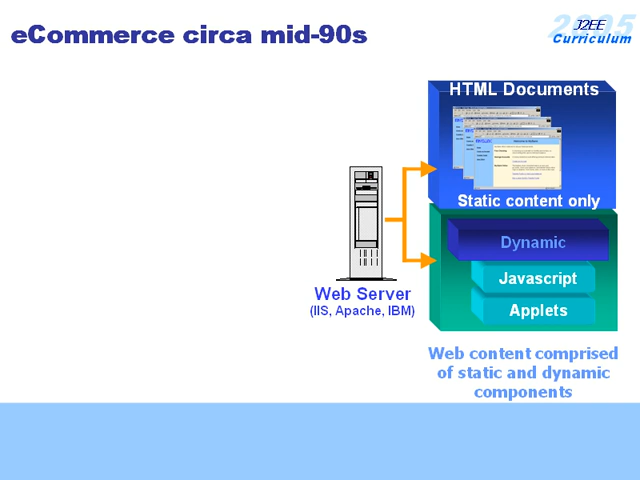 eCommerce circa mid-90s
2005
J2EE
Curriculum
HTML Documents
Static content only
Dynamic
Javascript
Applets
Web Server
(IIS, Apache, IBM)
Web content comprised
of static and dynamic
components